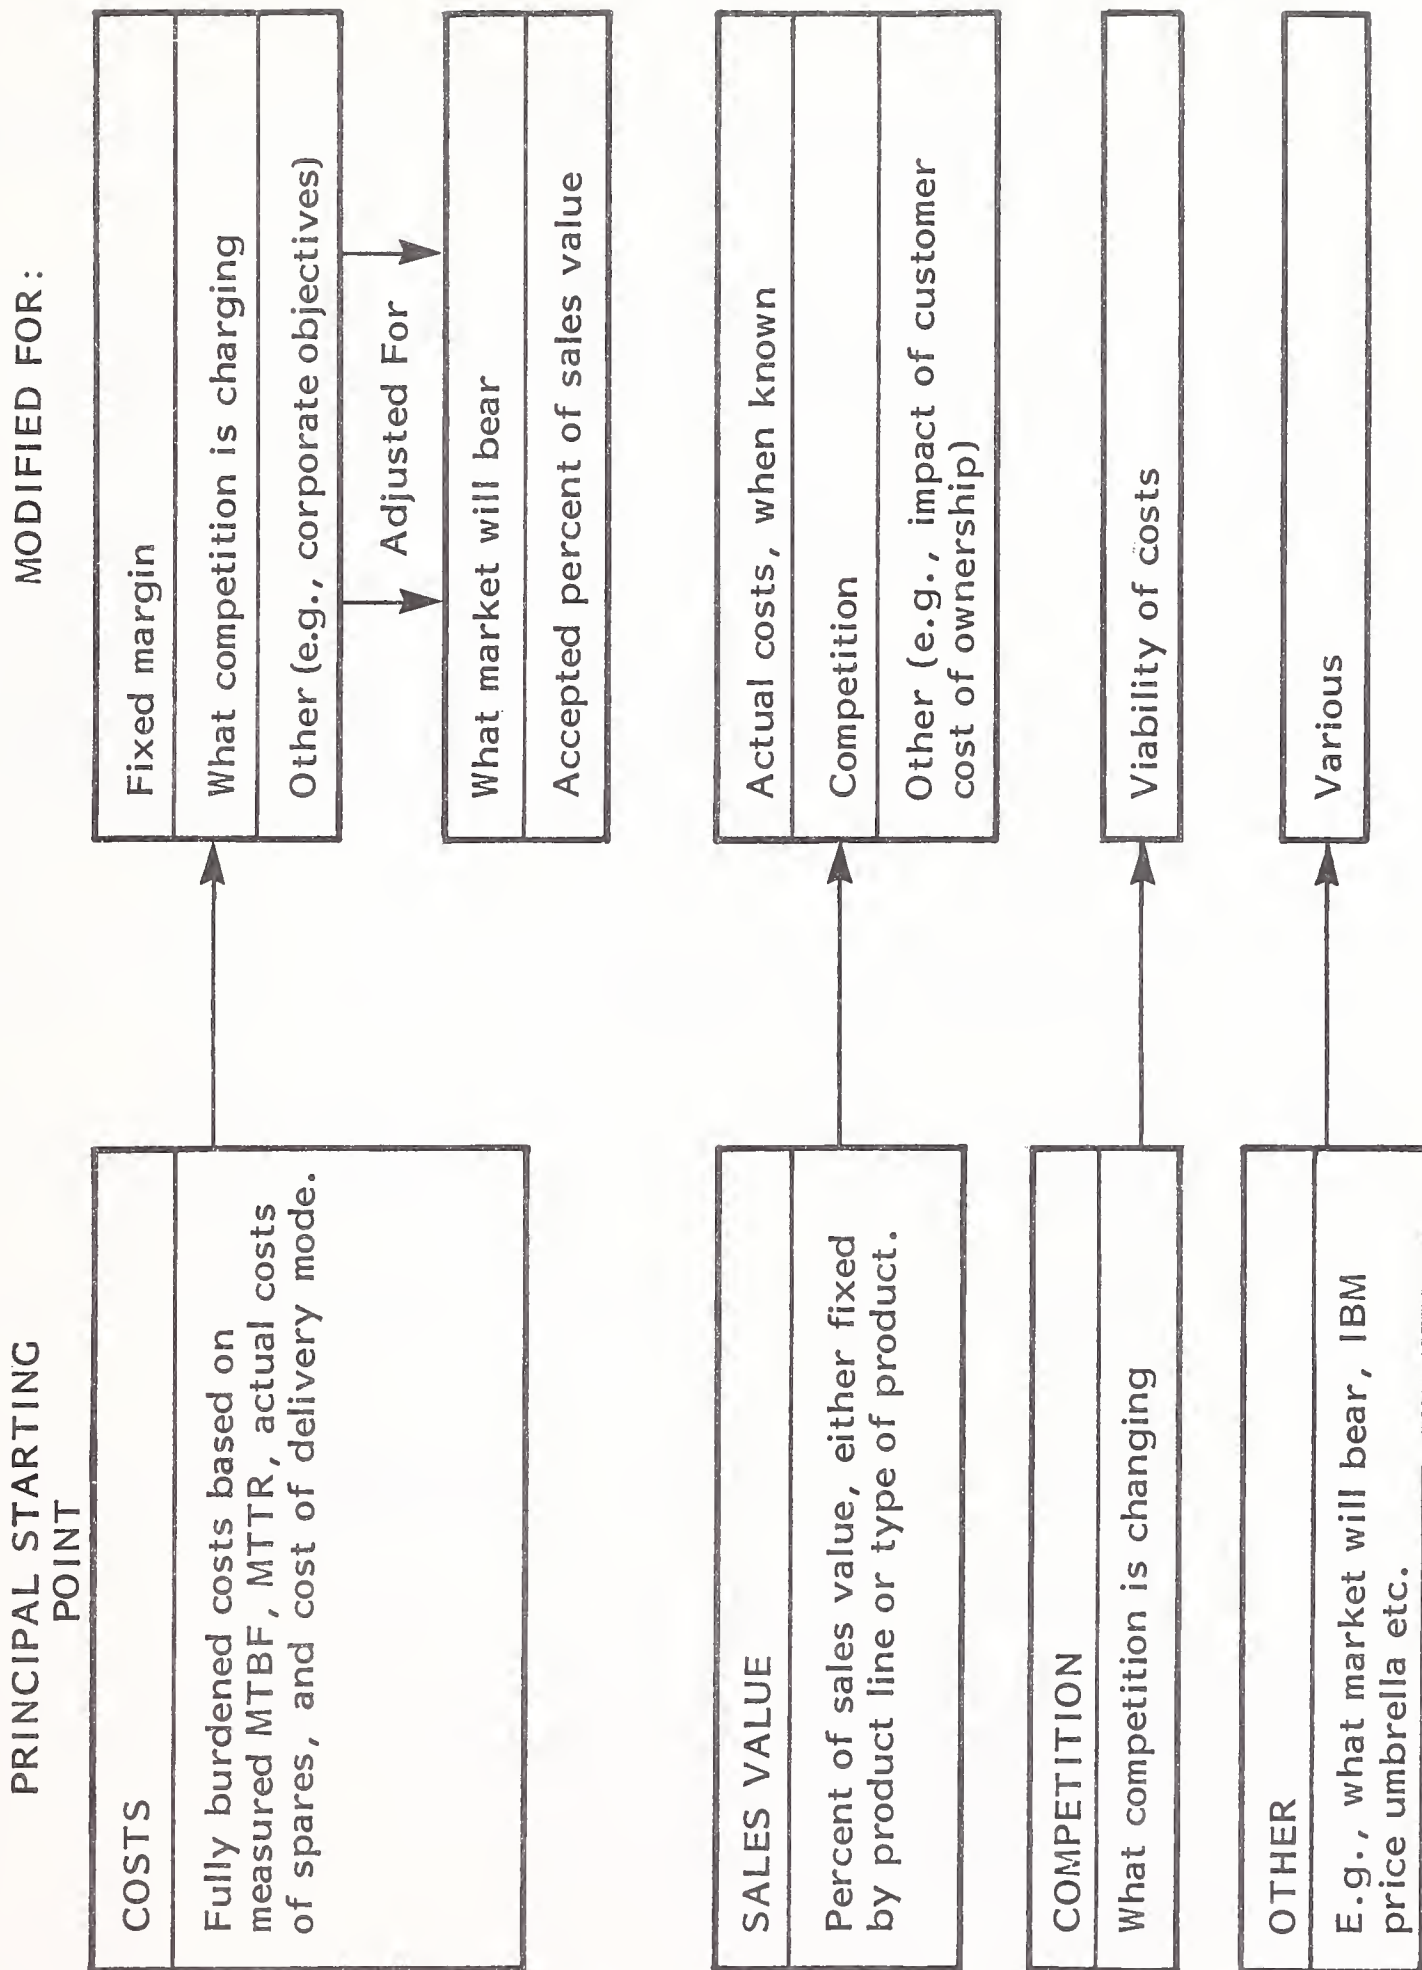 PRINCIPAL STARTING
POINT
MODIFIED FOR:
COSTS
Fully burdened costs based on
measured MTBF, MTTR, actual costs
of spares, and cost of delivery mode.
Fixed margin
What competition is charging
Other (e.g., corporate objectives)
Adjusted For
What market will bear
Accepted percent of sales value
SALES VALUE
Percent of sales value, either fixed
by product line or type of product.
Actual costs, when known
Competition
Other (e.g., impact of customer
cost of ownership)
COMPETITION
What competition is changing
Viability of costs
OTHER
E.g., what market will bear, IBM
price umbrella etc.
Various